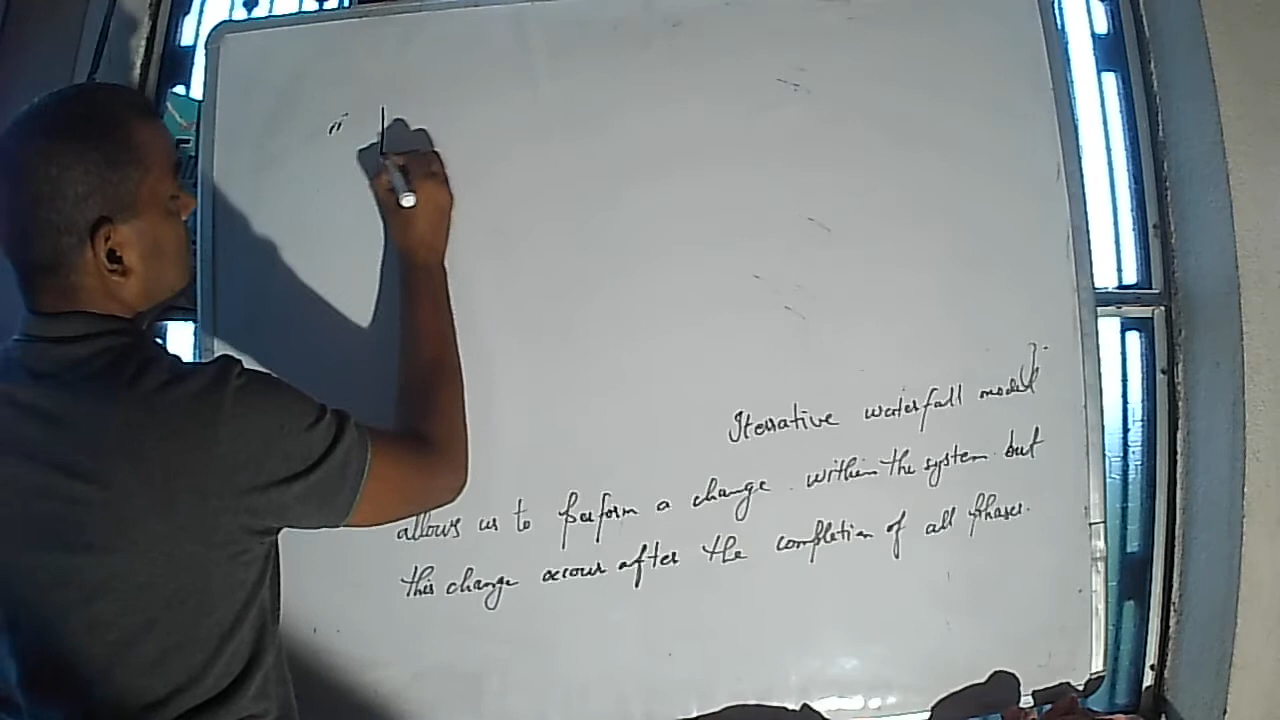 "
Iterative waterfall model:-
allows us to perform a change within the system but
this change occour after the completion of all phases.